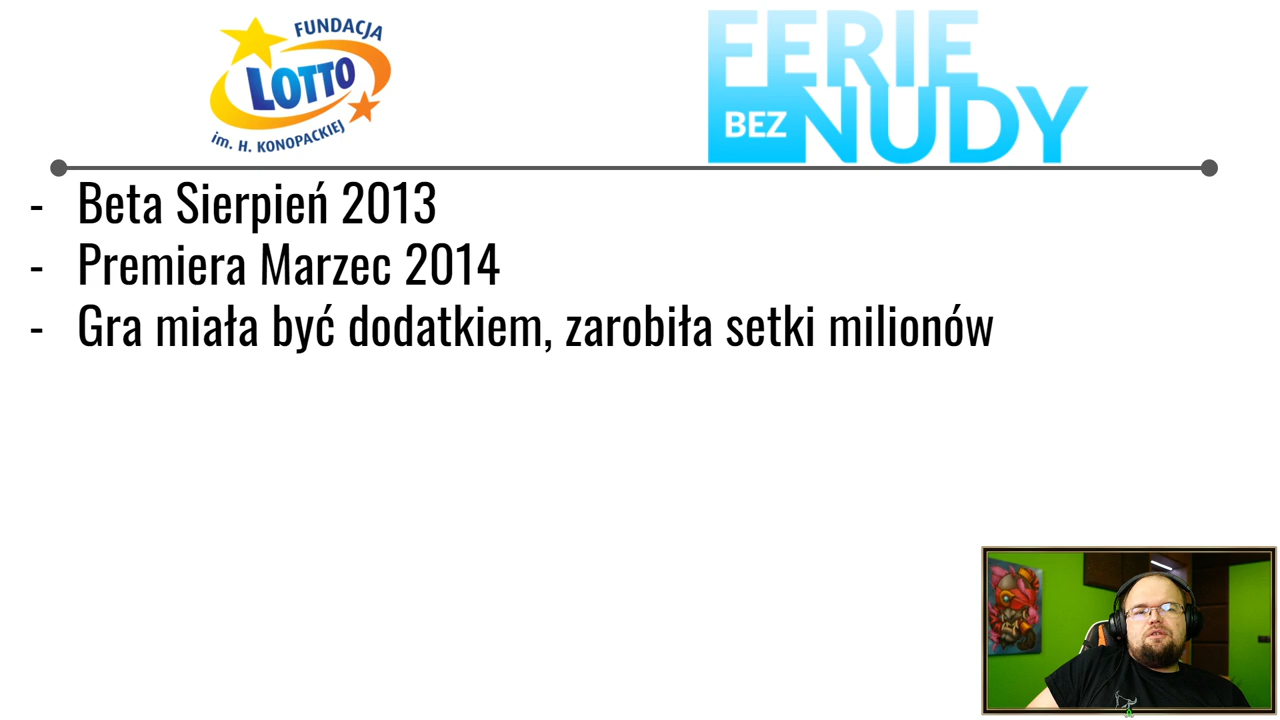 FUNDACJA
LOTTO
im. H. KONOPACKIEJ
FERIE
BEZ NUDY
- Beta Sierpień 2013
- Premiera Marzec 2014
- Gra miała być dodatkiem, zarobiła setki milionów